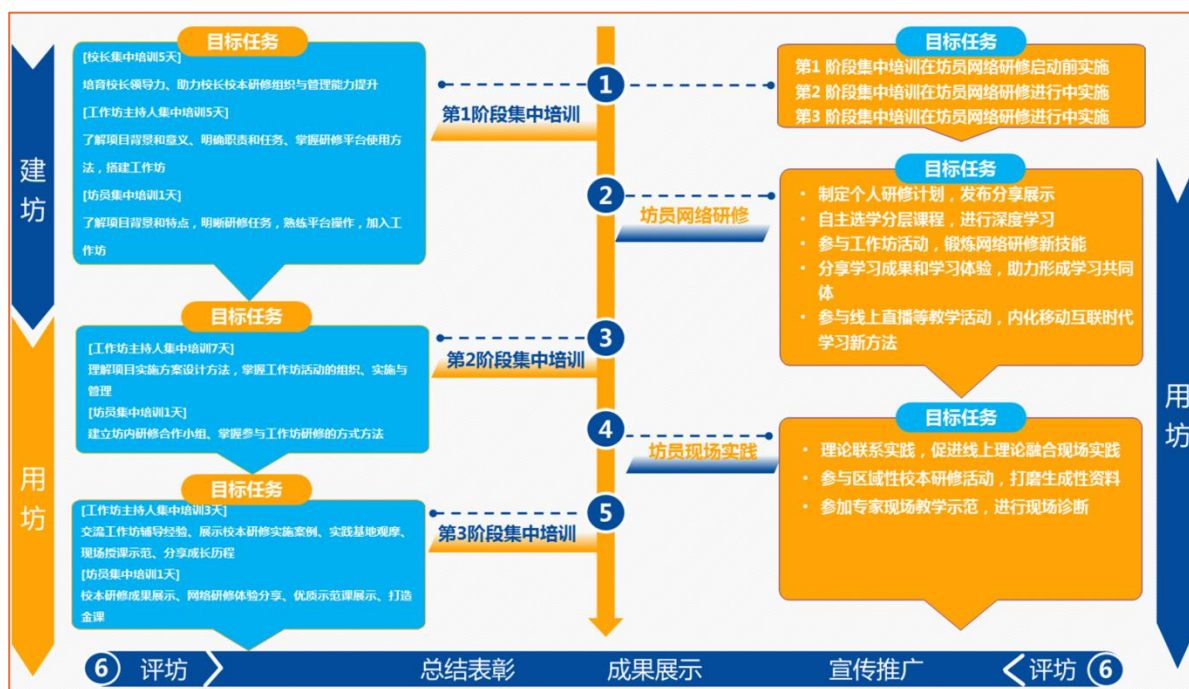 建坊
用坊
目标任务
[校长集中培训5天]
培育校长领导力、助力校长校本研修组织与管理能力提升
[工作坊主持人集中培训5天]
了解项目背景和意义、明确职责和任务、掌握研修平台使用方
法，搭建工作坊
[坊员集中培训1天]
了解项目背景和特点，明晰研修任务，熟练平台操作，加入工
作坊
目标任务
[工作坊主持人集中培训7天]
理解项目实施方案设计方法，掌握工作坊活动的组织、实施与
管理
[坊员集中培训1天]
建立坊内研修合作小组、掌握参与工作坊研修的方式方法
目标任务
[工作坊主持人集中培训3天]
交流工作坊辅导经验、展示校本研修实施案例、实践基地观摩、
现场授课示范、分享成长历程
[坊员集中培训1天]
校本研修成果展示、网络研修体验分享、优质示范课展示、打造
金课
1
第1阶段集中培训
2
坊员网络研修
3
第2阶段集中培训
4
坊员现场实践
5
第3阶段集中培训
目标任务
第1 阶段集中培训在坊员网络研修启动前实施
第2 阶段集中培训在坊员网络研修进行中实施
第3 阶段集中培训在坊员网络研修进行中实施
目标任务
• 制定个人研修计划，发布分享展示
• 自主选学分层课程，进行深度学习
• 参与工作坊活动，锻炼网络研修新技能
• 分享学习成果和学习体验，助力形成学习共同
体
• 参与线上直播等教学活动，内化移动互联时代
学习新方法
目标任务
• 理论联系实践，促进线上理论融合现场实践
• 参与区域性校本研修活动，打磨生成性资料
• 参加专家现场教学示范，进行现场诊断
用坊
6 评坊 总结表彰 成果展示 宣传推广 评坊 6